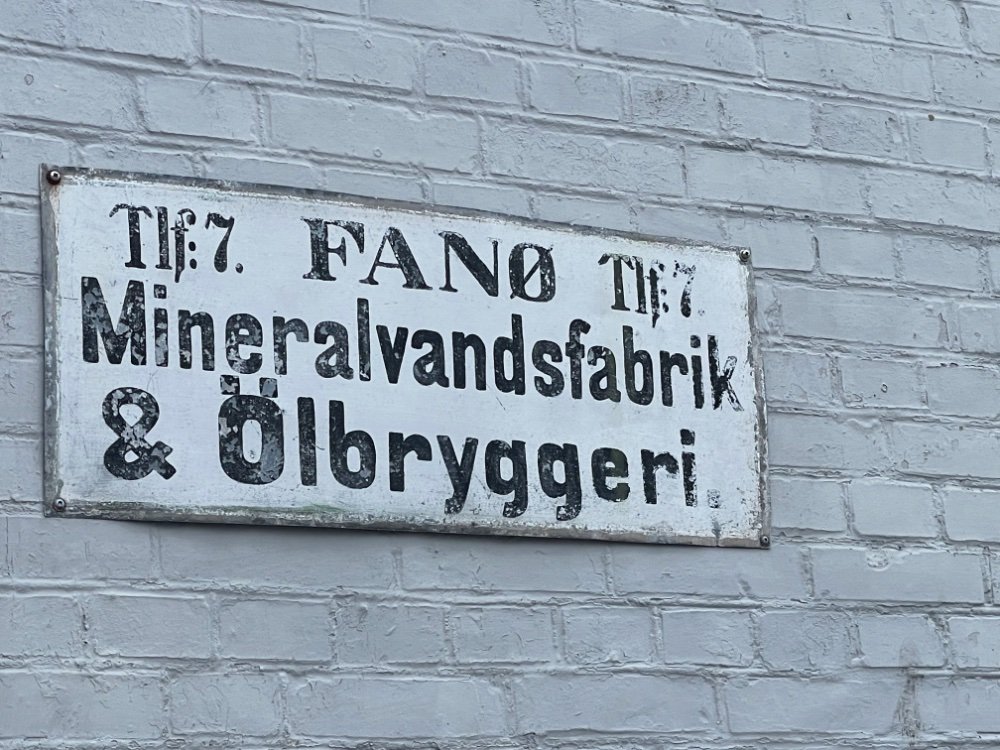 Tlf: 7. FANØ Tlf: 7.
Mineralvandsfabrik
& Ölbryggeri.